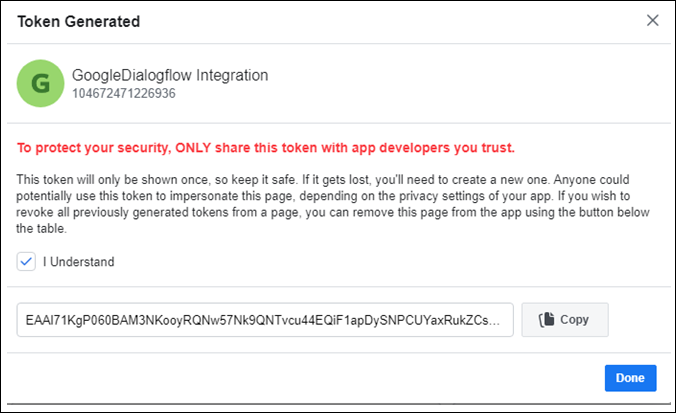 Token Generated
G
GoogleDialogflow Integration
104672471226936
To protect your security, ONLY share this token with app developers you trust.
This token will only be shown once, so keep it safe. If it gets lost, you'll need to create a new one. Anyone could
potentially use this token to impersonate this page, depending on the privacy settings of your app. If you wish to
revoke all previously generated tokens from a page, you can remove this page from the app using the button below
the table.
I Understand
EAAI71KgP060BAM3NKooyRQNw57Nk9QNTvcu44EQiF1apDySNPCUYaxRukZCs...
Copy
Done